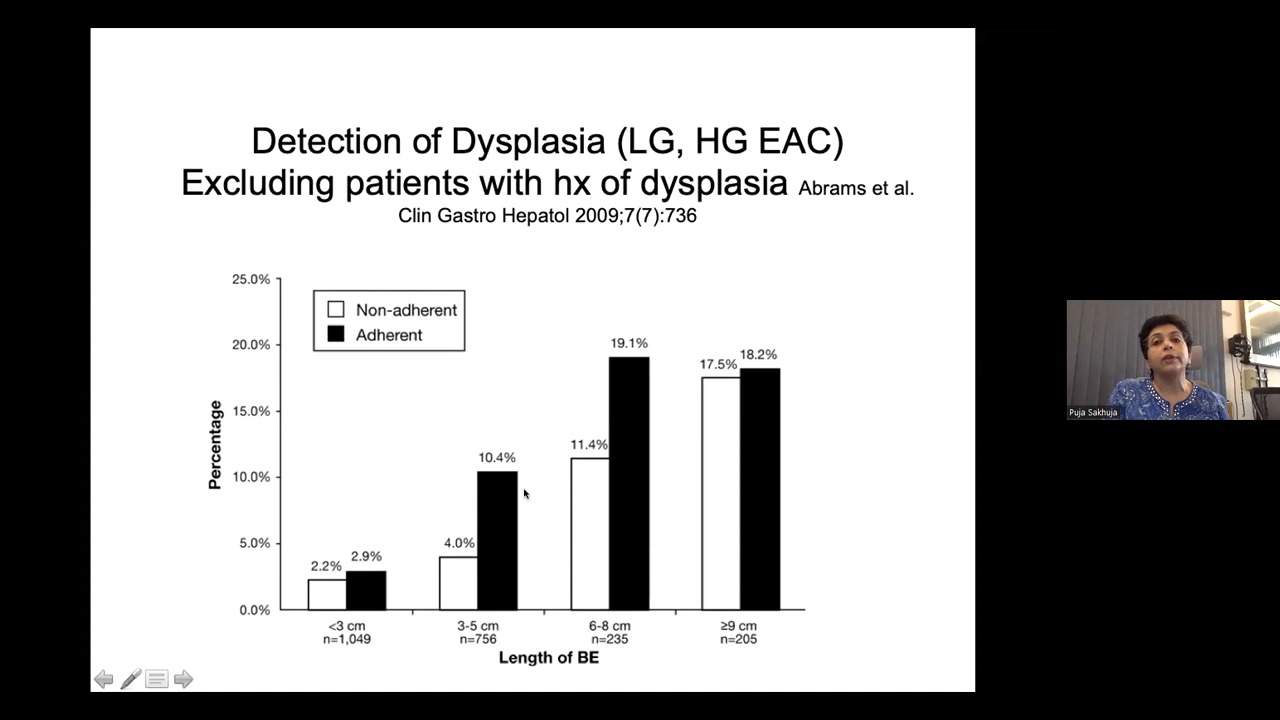 Detection of Dysplasia (LG, HG EAC)
Excluding patients with hx of dysplasia Abrams et al.
Clin Gastro Hepatol 2009;7(7):736
25.0%
20.0%
15.0%
10.0%
5.0%
0.0%
Percentage
Non-adherent
Adherent
2.2%
2.9%
4.0%
10.4%
11.4%
19.1%
17.5%
18.2%
<3 cm
n=1,049
3-5 cm
n=756
6-8 cm
n=235
≥9 cm
n=205
Length of BE
Puja Sakhuja